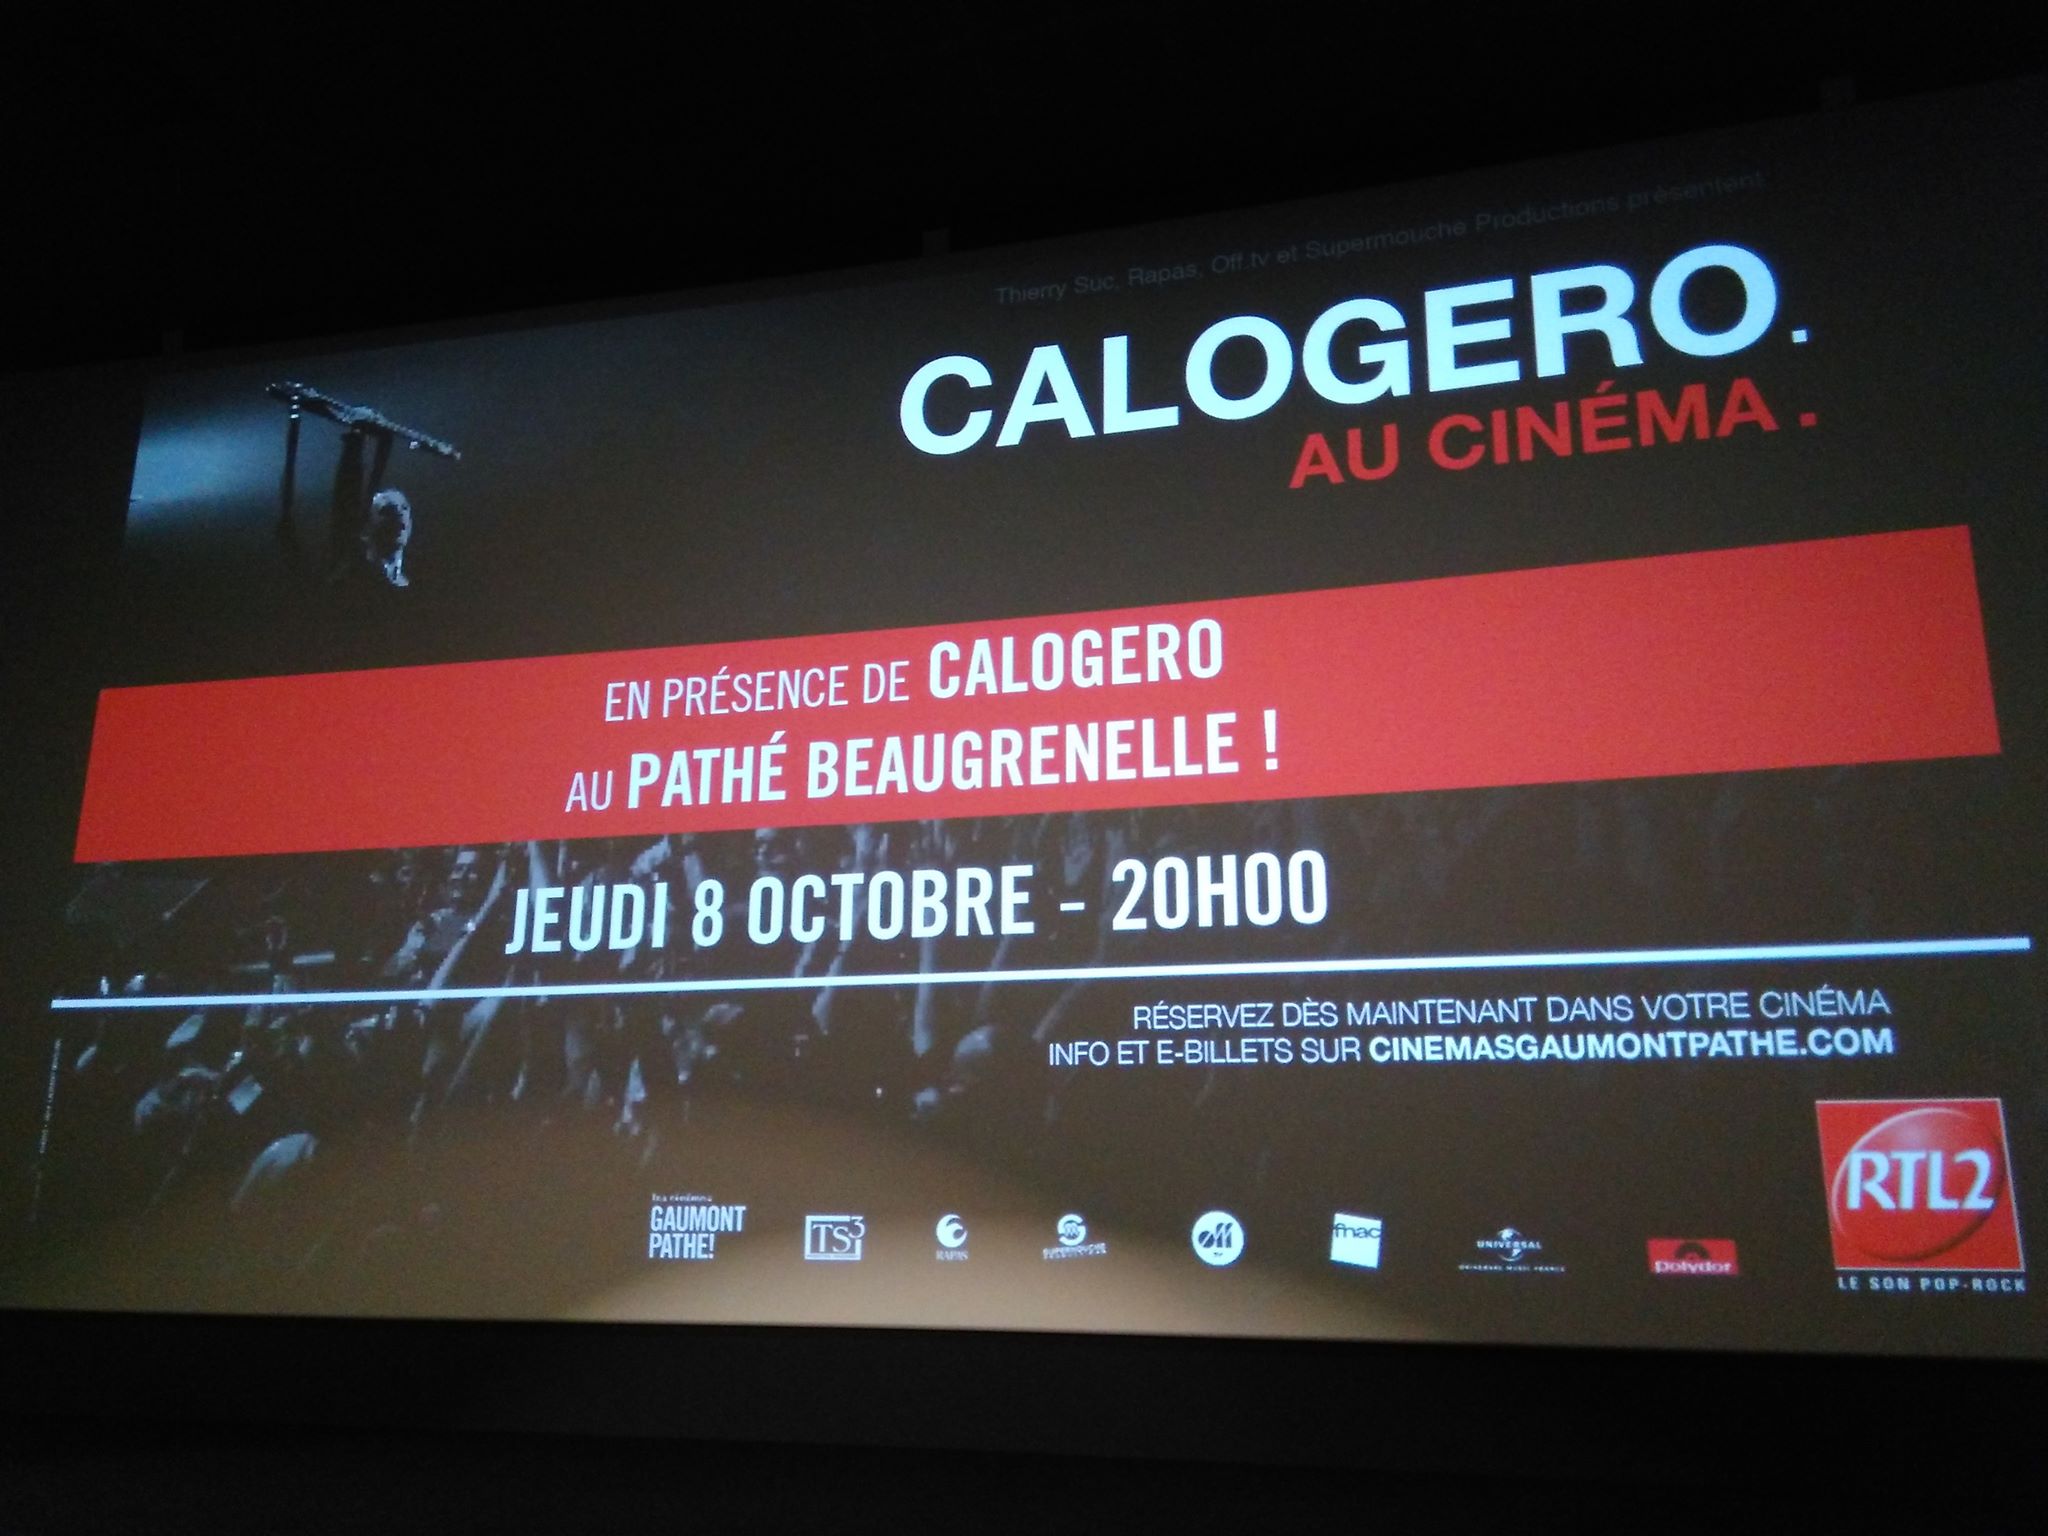 Thierry Suc, Rapas, Off.tv et Supermouche Productions présentent
CALOGERO.
AU CINÉMA.
EN PRÉSENCE DE CALOGERO
AU PATHÉ BEAUGRENELLE !
JEUDI 8 OCTOBRE - 20H00
RÉSERVEZ DÈS MAINTENANT DANS VOTRE CINÉMA
INFO ET E-BILLETS SUR CINEMASGAUMONTPATHE.COM
les cinémas
GAUMONT
PATHE!
TS3
RAPAS
SUPERMOUCHE
off
tv
fnac
UNIVERSAL
UNIVERSAL MUSIC FRANCE
polydor
RTL2
LE SON POP-ROCK